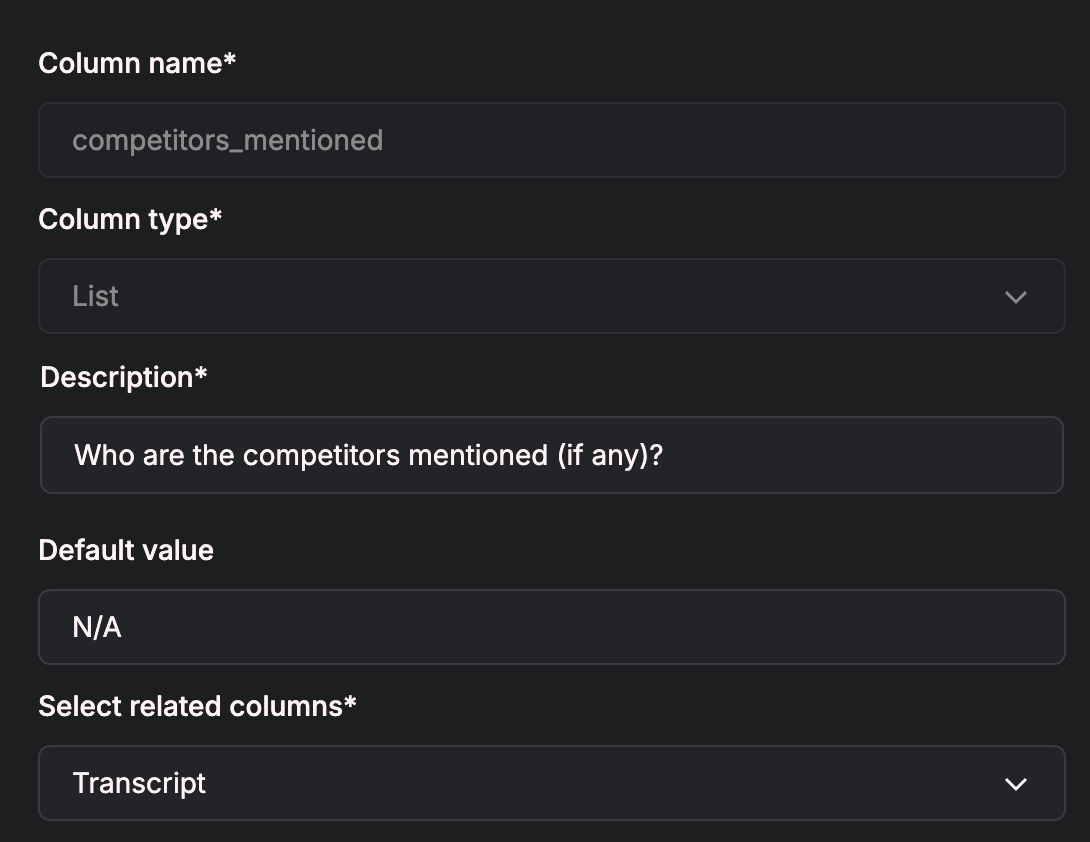 Column name*
competitors_mentioned
Column type*
List
Description*
Who are the competitors mentioned (if any)?
Default value
N/A
Select related columns*
Transcript